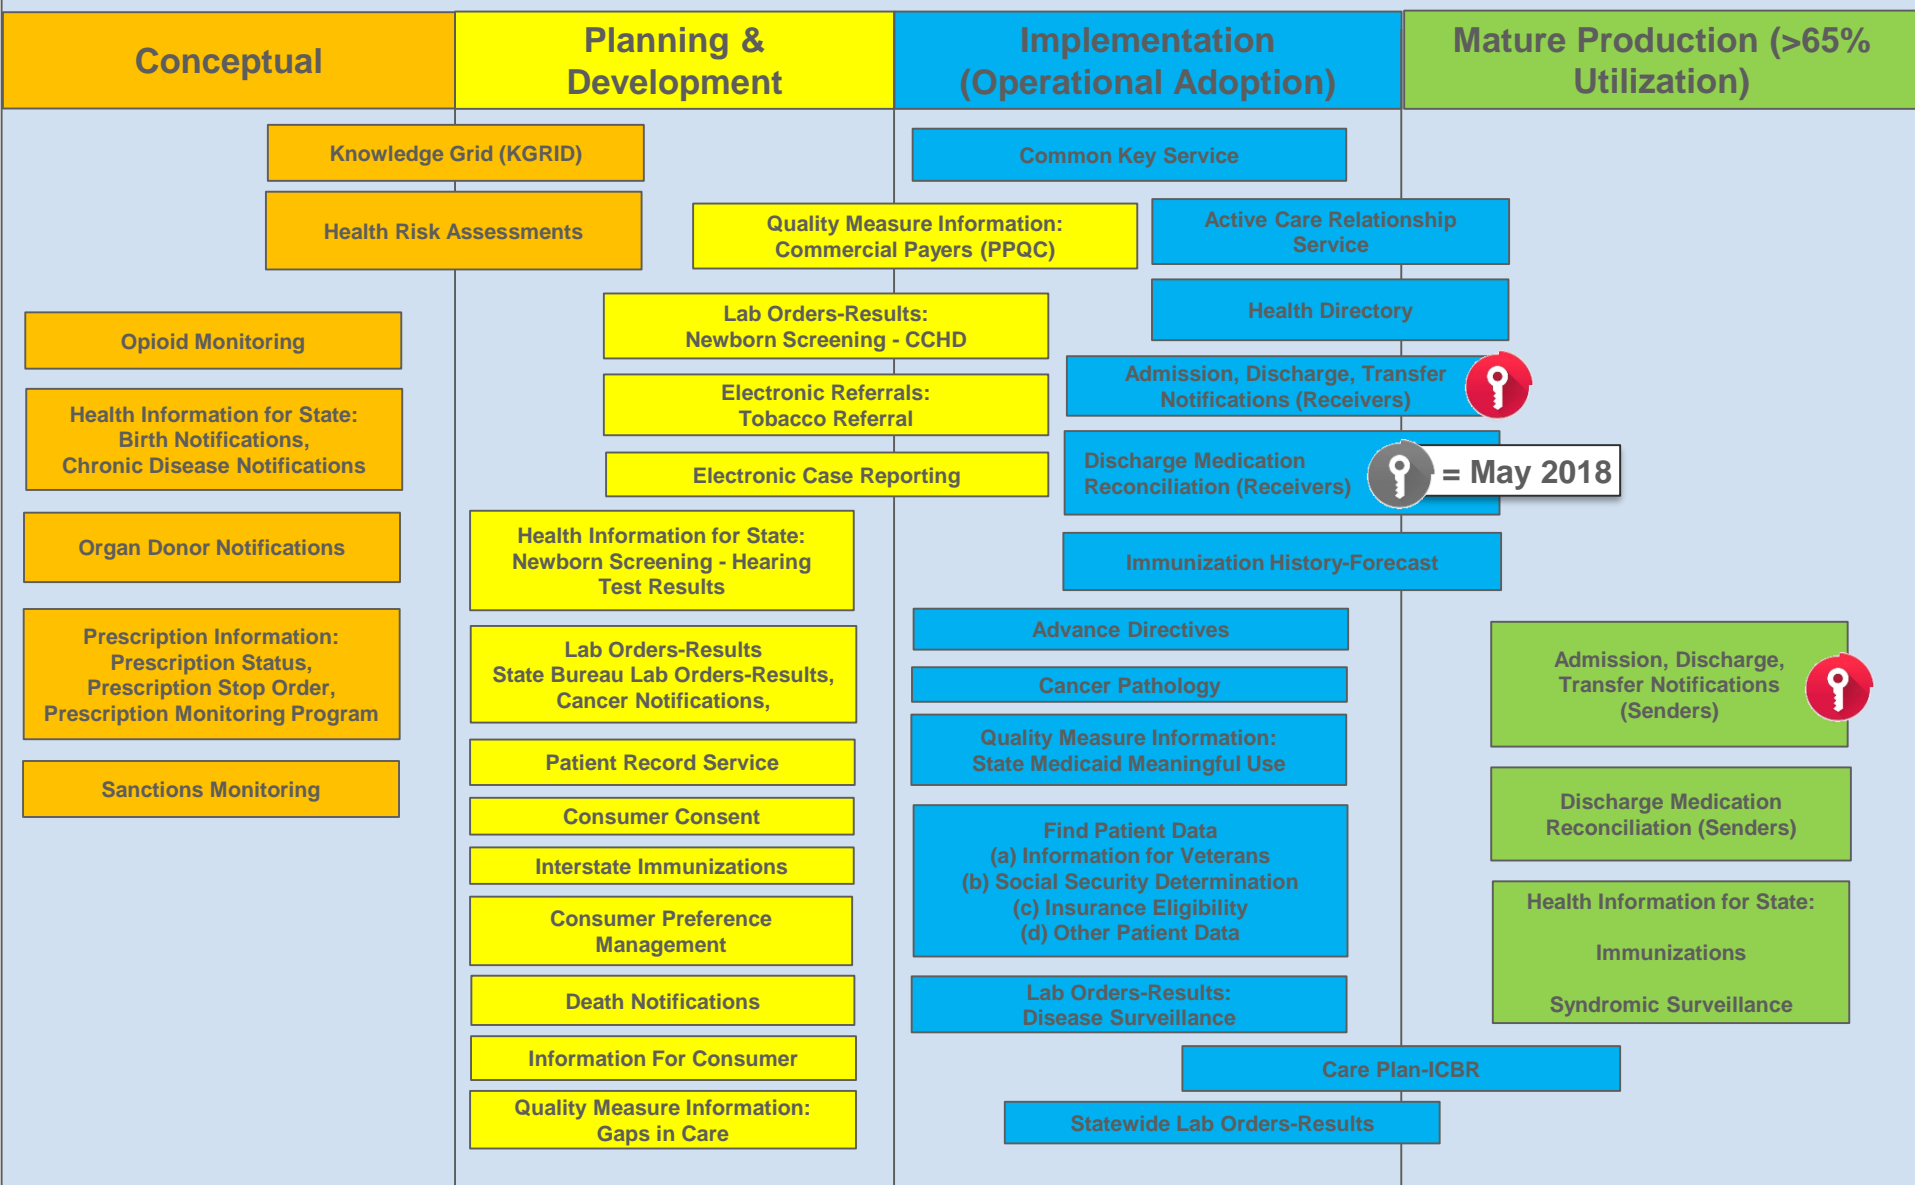 Conceptual
Planning &
Development
Implementation
(Operational Adoption)
Mature Production (>65%
Utilization)
Knowledge Grid (KGRID)
Health Risk Assessments
Opioid Monitoring
Health Information for State:
Birth Notifications,
Chronic Disease Notifications
Organ Donor Notifications
Prescription Information:
Prescription Status,
Prescription Stop Order,
Prescription Monitoring Program
Sanctions Monitoring
Quality Measure Information:
Commercial Payers (PPQC)
Lab Orders-Results:
Newborn Screening - CCHD
Electronic Referrals:
Tobacco Referral
Electronic Case Reporting
Health Information for State:
Newborn Screening - Hearing
Test Results
Lab Orders-Results
State Bureau Lab Orders-Results,
Cancer Notifications,
Patient Record Service
Consumer Consent
Interstate Immunizations
Consumer Preference
Management
Death Notifications
Information For Consumer
Quality Measure Information:
Gaps in Care
Common Key Service
Active Care Relationship
Service
Health Directory
Admission, Discharge, Transfer
Notifications (Receivers)
Discharge Medication
Reconciliation (Receivers)
= May 2018
Immunization History-Forecast
Advance Directives
Cancer Pathology
Quality Measure Information:
State Medicaid Meaningful Use
Find Patient Data
(a) Information for Veterans
(b) Social Security Determination
(c) Insurance Eligibility
(d) Other Patient Data
Lab Orders-Results:
Disease Surveillance
Care Plan-ICBR
Statewide Lab Orders-Results
Admission, Discharge,
Transfer Notifications
(Senders)
Discharge Medication
Reconciliation (Senders)
Health Information for State:
Immunizations
Syndromic Surveillance